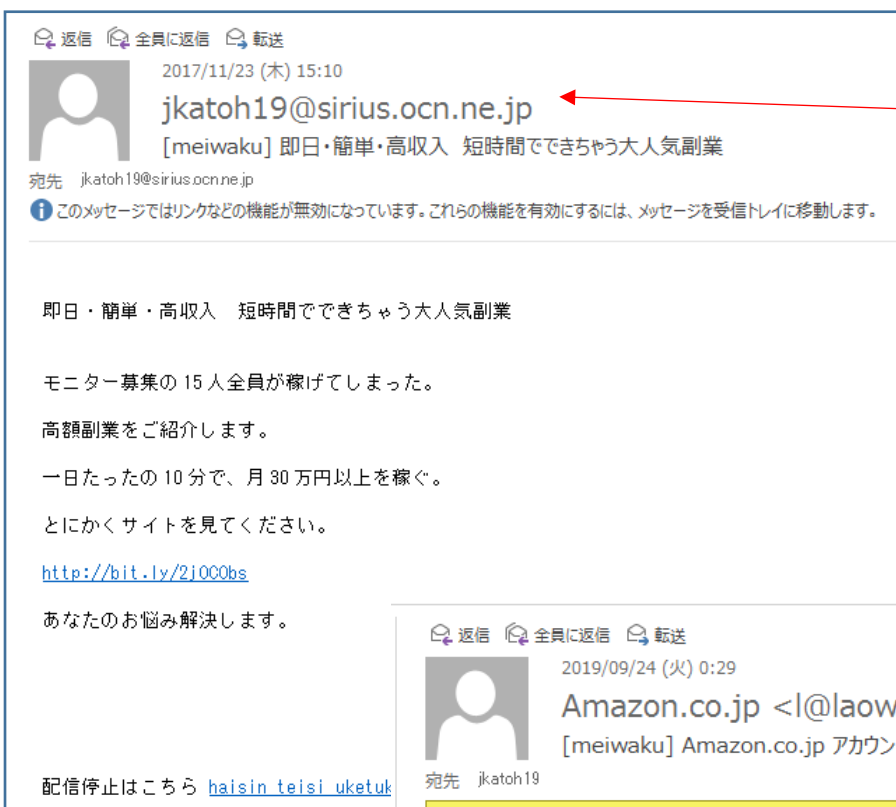 返信 全員に返信 転送
2017/11/23 (木) 15:10
jkatoh19@sirius.ocn.ne.jp
[meiwaku] 即日・簡単・高収入 短時間でできちゃう大人気副業
宛先 jkatoh19@sirius.ocn.ne.jp
このメッセージではリンクなどの機能が無効になっています。これらの機能を有効にするには、メッセージを受信トレイに移動します。
即日・簡単・高収入 短時間でできちゃう大人気副業
モニター募集の15人全員が稼げてしまった。
高額副業をご紹介します。
一日たったの10分で、月30万円以上を稼ぐ。
とにかくサイトを見てください。
http://bit.ly/2j0C0bs
あなたのお悩み解決します。
配信停止はこちら haisin teisi uketuk
返信 全員に返信 転送
2019/09/24 (火) 0:29
Amazon.co.jp <l@laow
[meiwaku] Amazon.co.jp アカウン
宛先 jkatoh19